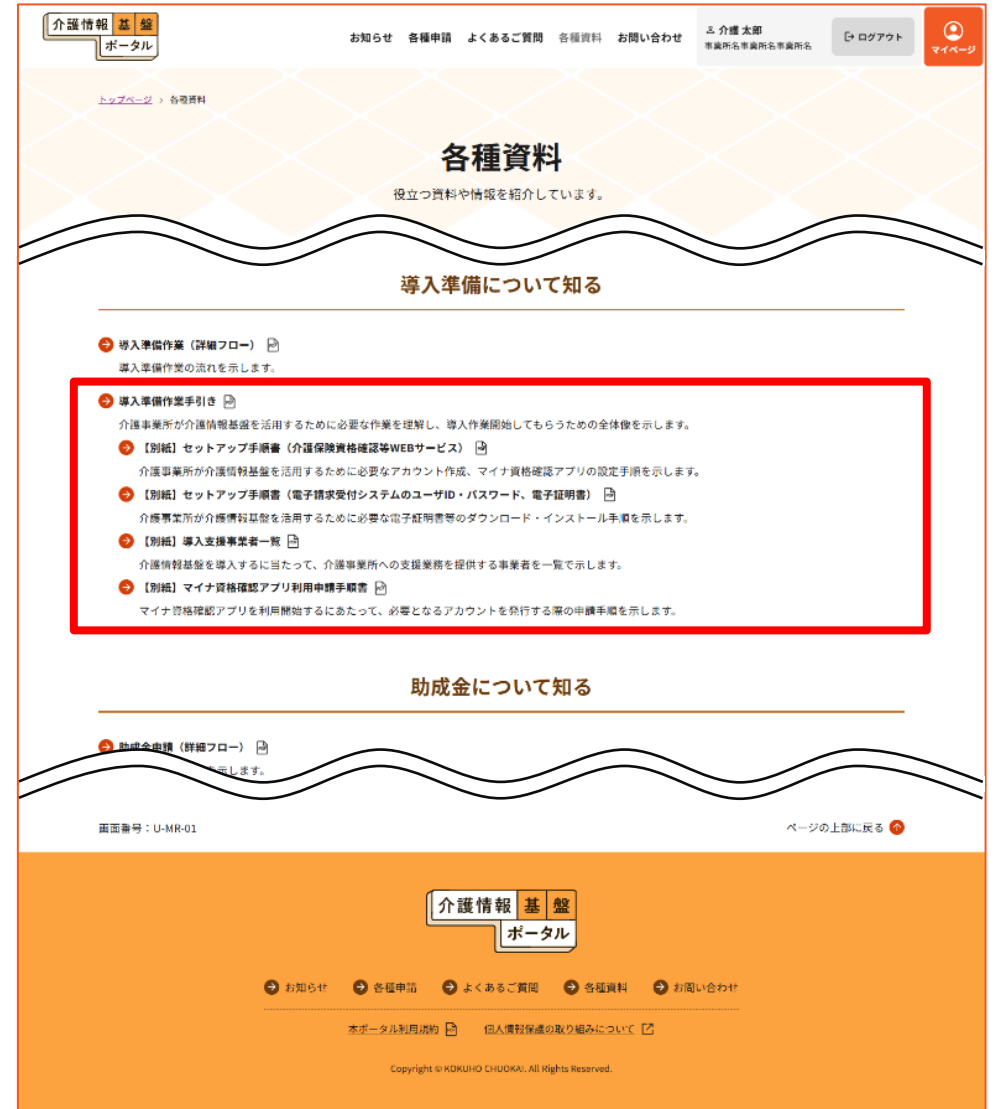 介護情報基盤
ポータル
お知らせ 各種申請 よくあるご質問 各種資料 お問い合わせ
介護 太郎
事業所名事業所名事業所名
ログアウト
マイページ
トップページ > 各種資料
各種資料
役立つ資料や情報を紹介しています。
導入準備について知る
導入準備作業（詳細フロー）
導入準備作業の流れを示します。
導入準備作業手引き
介護事業所が介護情報基盤を活用するために必要な作業を理解し、導入作業開始してもらうための全体像を示します。
【別紙】セットアップ手順書（介護保険資格確認等WEBサービス）
介護事業所が介護情報基盤を活用するために必要なアカウント作成、マイナ資格確認アプリの設定手順を示します。
【別紙】セットアップ手順書（電子請求受付システムのユーザID・パスワード、電子証明書）
介護事業所が介護情報基盤を活用するために必要な電子証明書等のダウンロード・インストール手順を示します。
【別紙】導入支援事業者一覧
介護情報基盤を導入するに当たって、介護事業所への支援業務を提供する事業者を一覧で示します。
【別紙】マイナ資格確認アプリ利用申請手順書
マイナ資格確認アプリを利用開始するにあたって、必要となるアカウントを発行する際の申請手順を示します。
助成金について知る
助成金申請（詳細フロー）
示します。
画面番号：U-MR-01
ページの上部に戻る
介護情報基盤
ポータル
お知らせ 各種申請 よくあるご質問 各種資料 お問い合わせ
本ポータル利用規約 個人情報保護の取り組みについて
Copyright © KOKUHO CHUOKAI. All Rights Reserved.